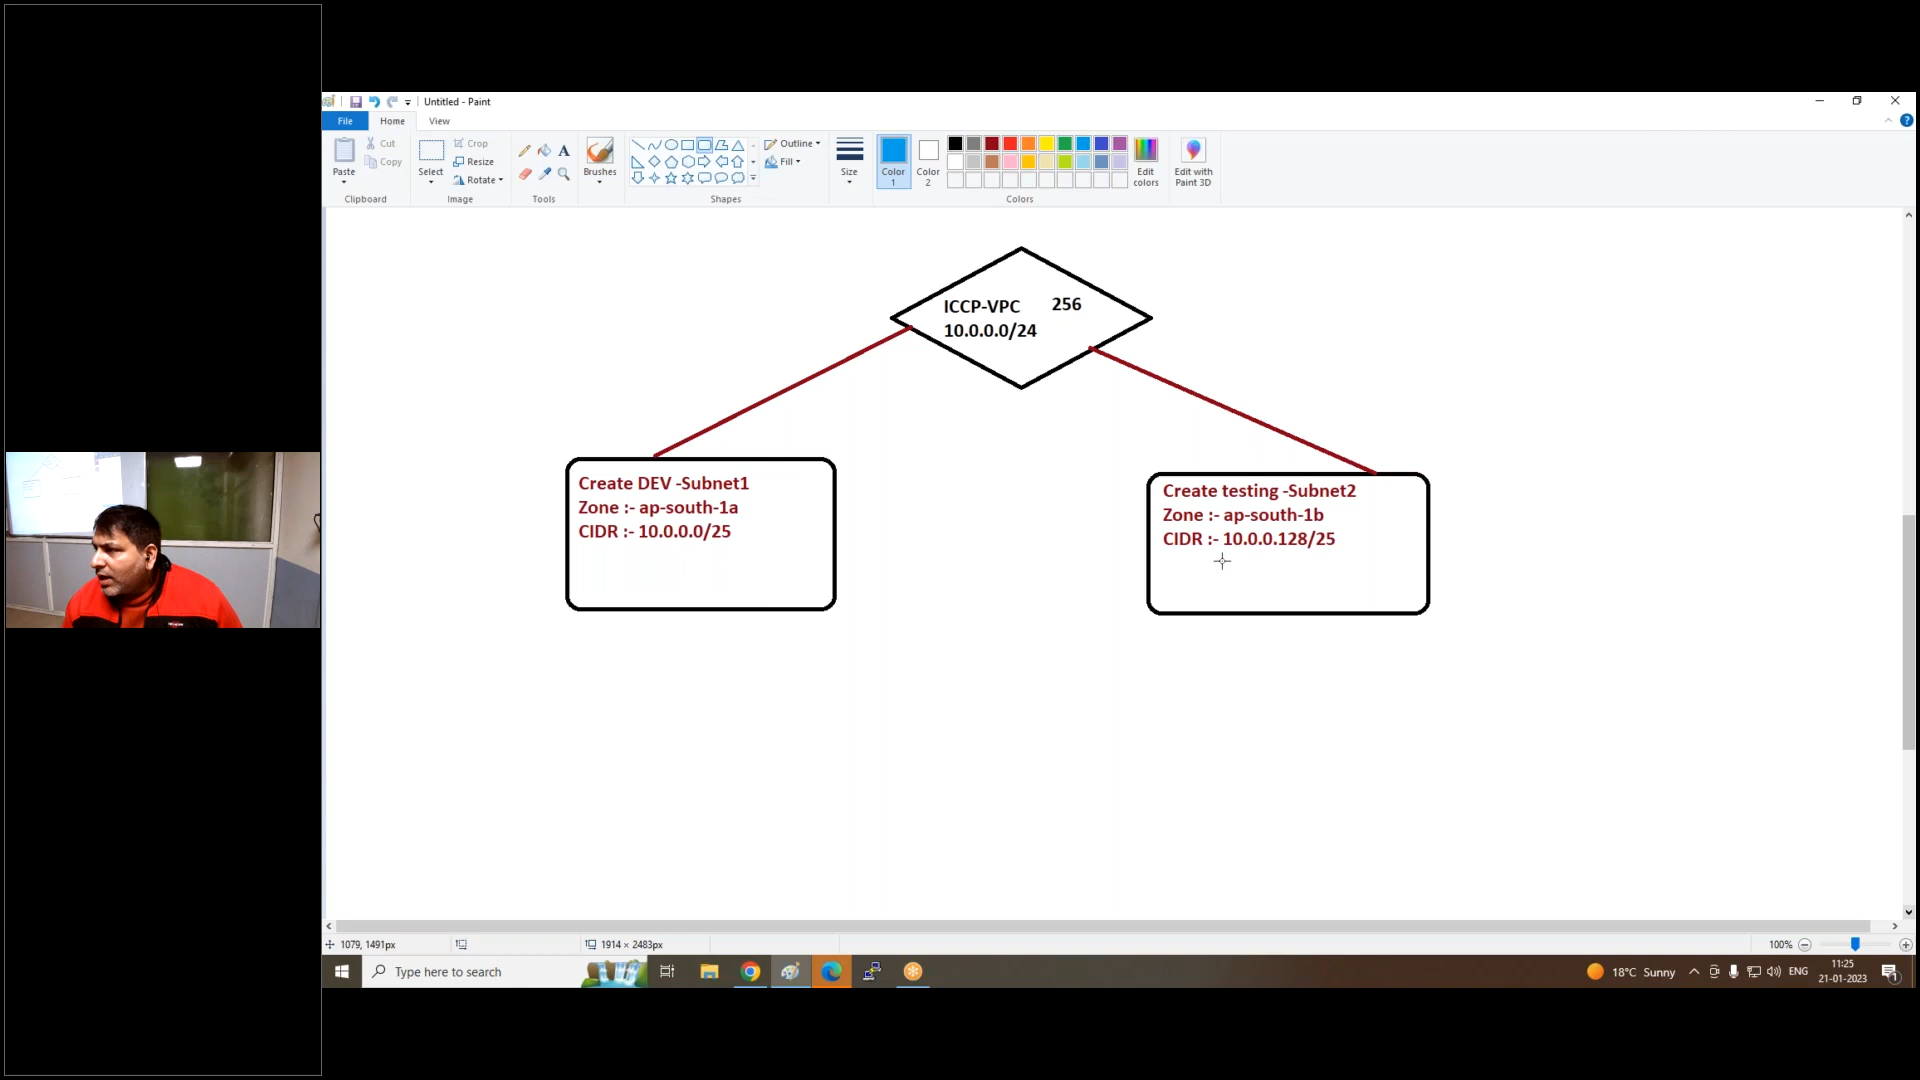 Untitled - Paint
File Home View
Paste
Cut
Copy
Clipboard
Select
Crop
Resize
Rotate
Image
Tools
Brushes
Shapes
Outline
Fill
Size
Color 1
Color 2
Colors
Edit colors
Edit with Paint 3D
ICCP-VPC 256
10.0.0.0/24
Create DEV -Subnet1
Zone :- ap-south-1a
CIDR :- 10.0.0.0/25
Create testing -Subnet2
Zone :- ap-south-1b
CIDR :- 10.0.0.128/25
1079, 1491px
1914 × 2483px
100%
Type here to search
18°C Sunny
ENG
11:25
21-01-2023
1